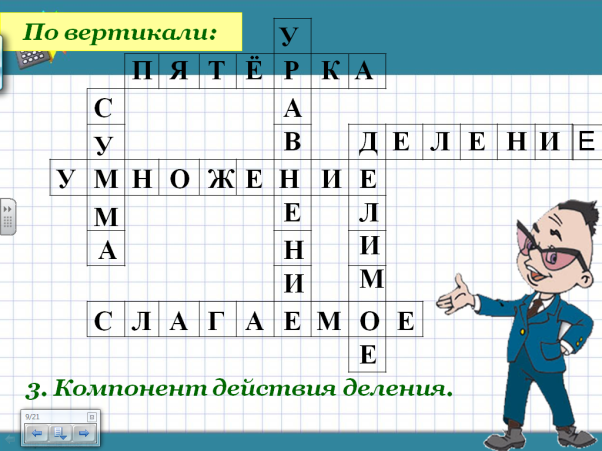 По вертикали:
У
П Я Т Ё Р К А
С А
У В Д Е Л Е Н И Е
У М Н О Ж Е Н И Е
М Е Л
А Н И
И М
С Л А Г А Е М О Е
Е
3. Компонент действия деления.
9/21